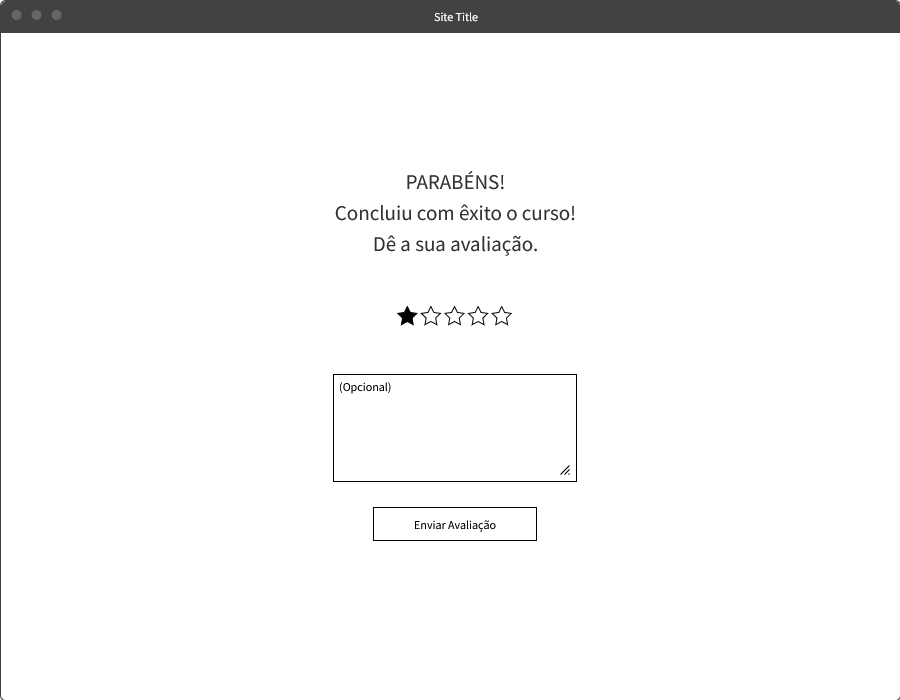 Site Title
PARABÉNS!
Concluiu com êxito o curso!
Dê a sua avaliação.
(Opcional)
Enviar Avaliação